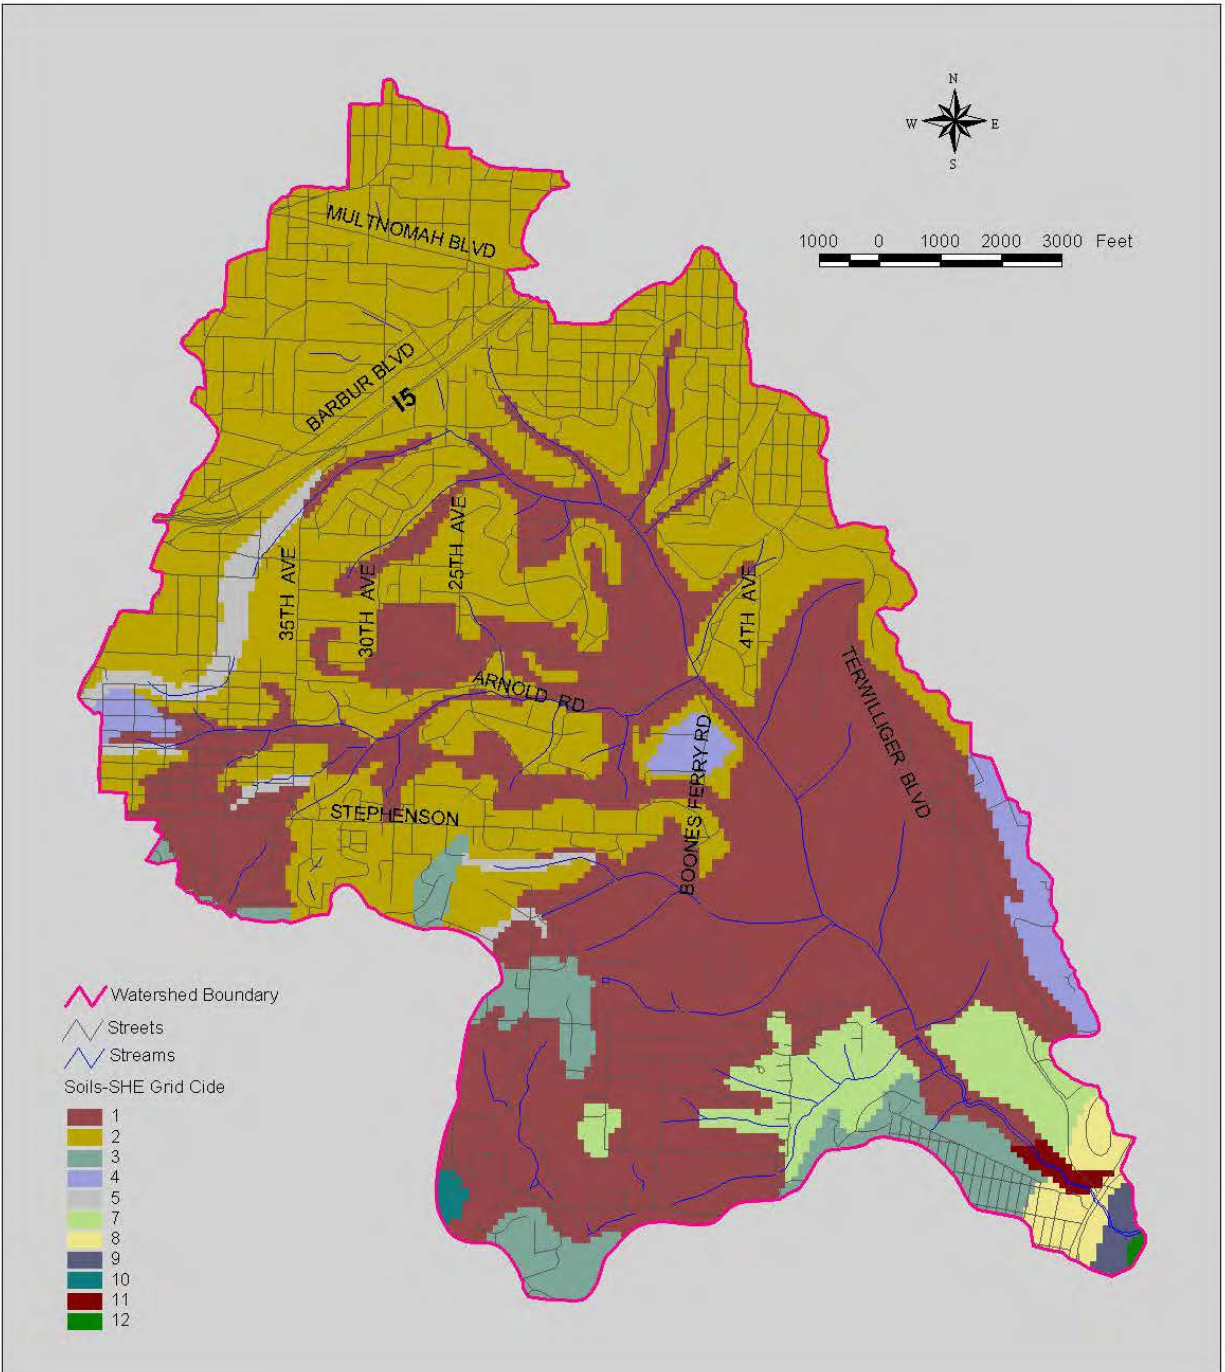 N
W E
S
1000 0 1000 2000 3000 Feet
MULTNOMAH BLVD
BARBUR BLVD
I5
35TH AVE
30TH AVE
25TH AVE
4TH AVE
ARNOLD RD
TERWILLIGER BLVD
BOONES FERRY RD
STEPHENSON
Watershed Boundary
Streets
Streams
Soils-SHE Grid Cide
1
2
3
4
5
7
8
9
10
11
12